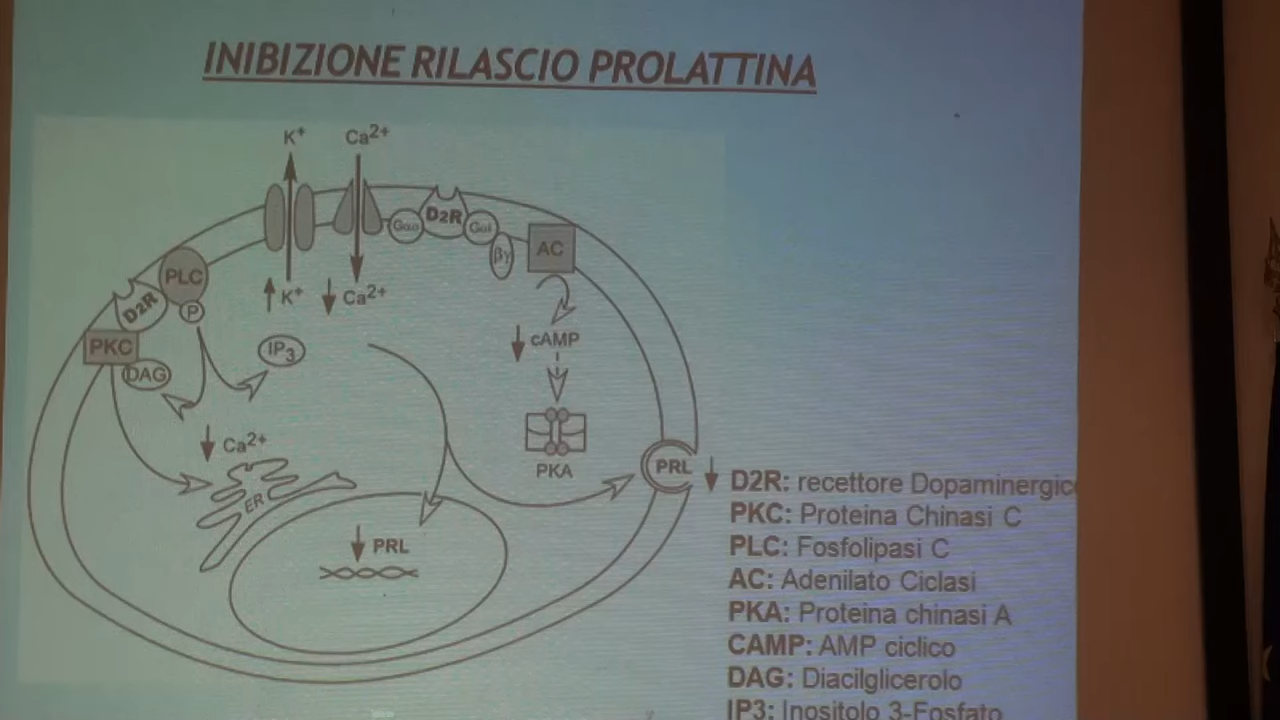 INIBIZIONE RILASCIO PROLATTINA
K+ Ca2+
D2R
Gαo Gαi
βγ
AC
PLC
P
D2R
K+ Ca2+
PKC
DAG
IP3
cAMP
Ca2+
PKA
ER
PRL
PRL
D2R: recettore Dopaminergico
PKC: Proteina Chinasi C
PLC: Fosfolipasi C
AC: Adenilato Ciclasi
PKA: Proteina chinasi A
CAMP: AMP ciclico
DAG: Diacilglicerolo
IP3: Inositolo 3-Fosfato